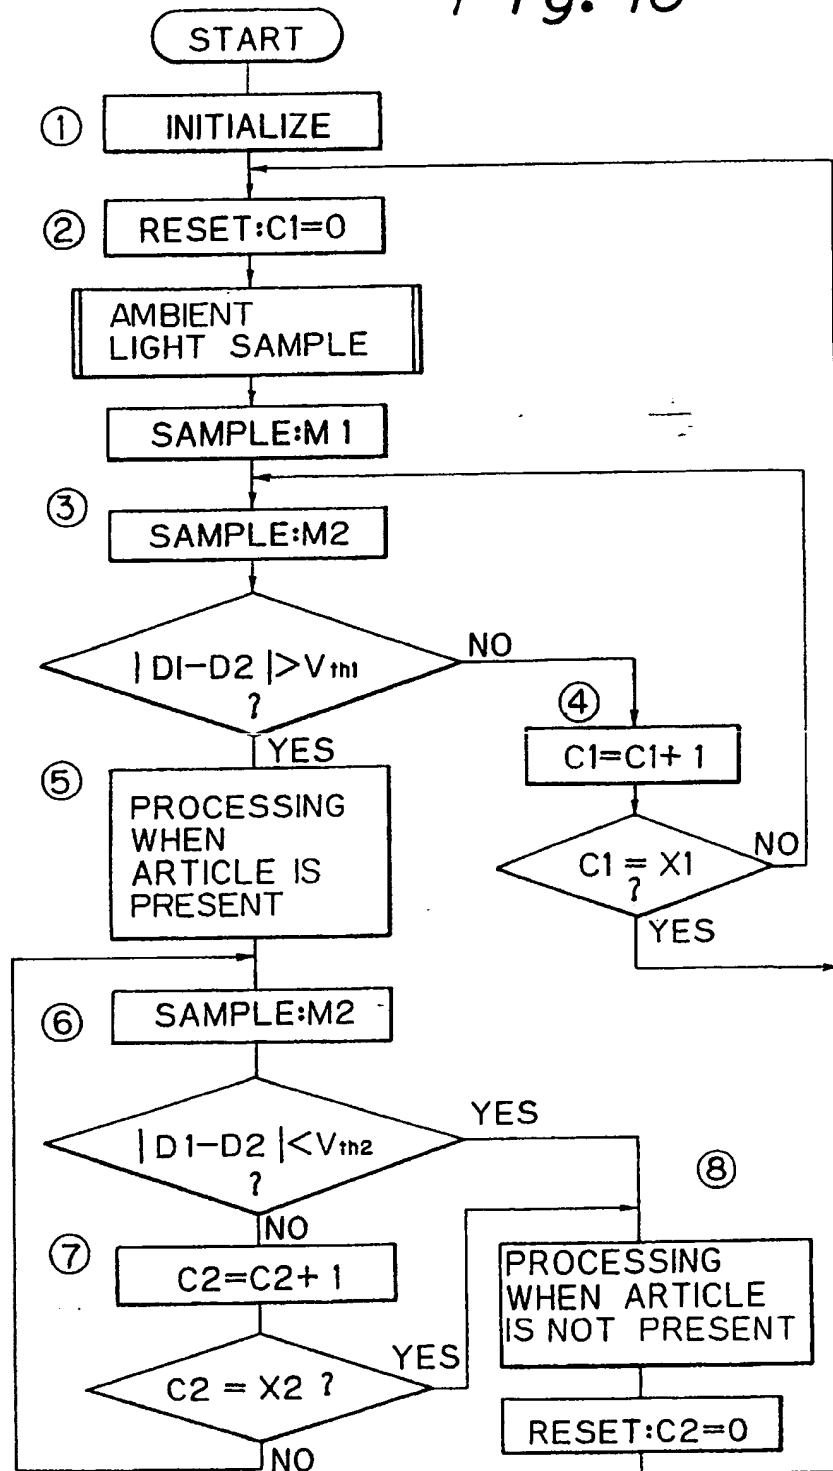 Fig. 10
START
① INITIALIZE
② RESET:C1=0
AMBIENT
LIGHT SAMPLE
SAMPLE:M1
③
SAMPLE:M2
|D1-D2|>Vth1
?
NO
YES
④
C1=C1+1
C1=X1
?
NO
YES
⑤
PROCESSING
WHEN
ARTICLE IS
PRESENT
⑥ SAMPLE:M2
|D1-D2|<Vth2
?
YES
NO
⑦
C2=C2+1
C2=X2 ?
YES
NO
⑧
PROCESSING
WHEN ARTICLE
IS NOT PRESENT
RESET:C2=0